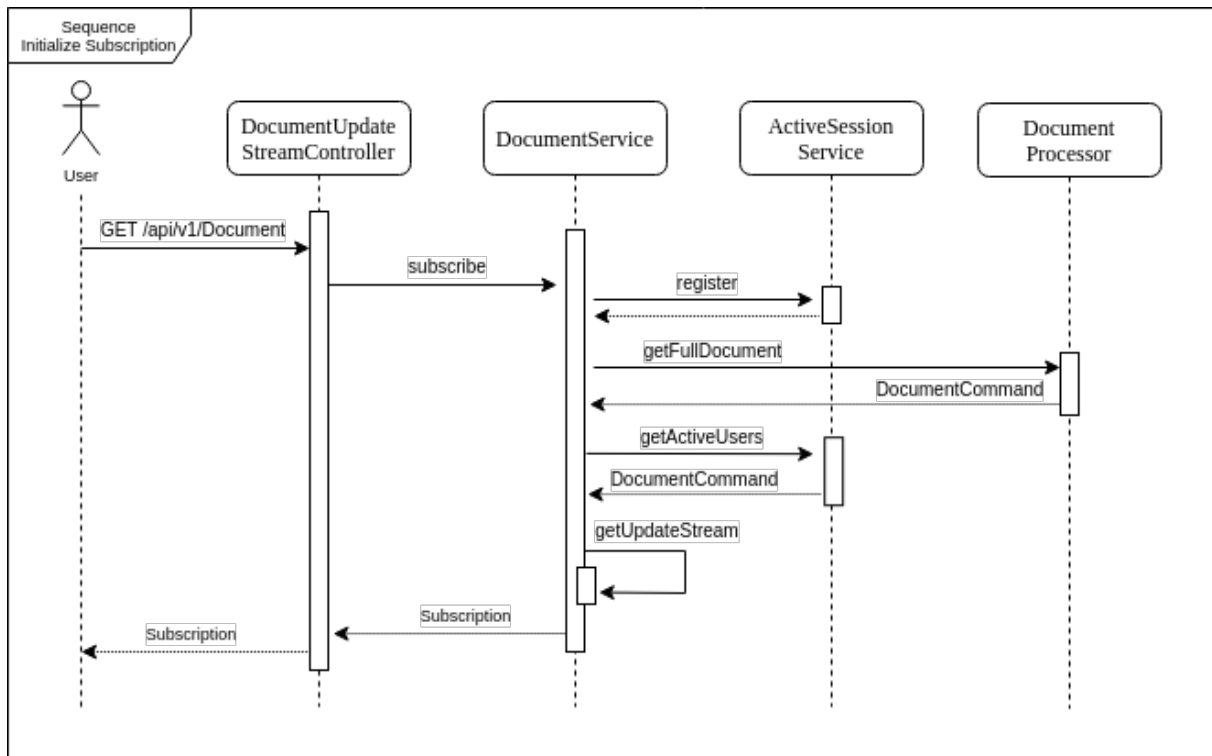 Sequence
Initialize Subscription
User
DocumentUpdate
StreamController
DocumentService
ActiveSession
Service
Document
Processor
GET /api/v1/Document
subscribe
register
getFullDocument
DocumentCommand
getActiveUsers
DocumentCommand
getUpdateStream
Subscription
Subscription